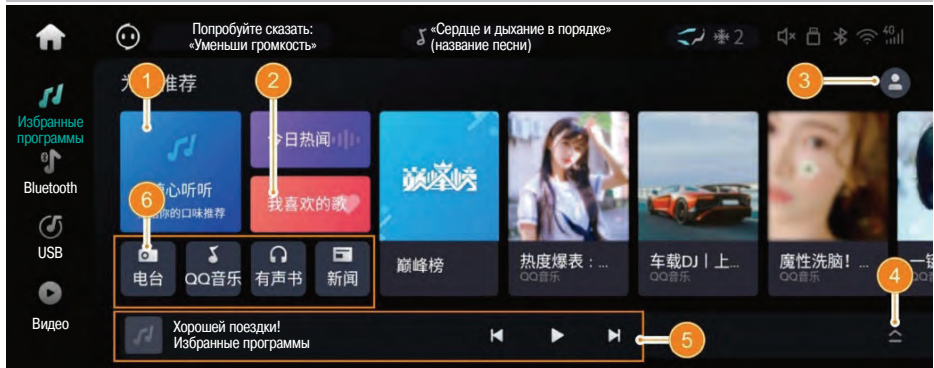 Попробуйте сказать:
«Уменьши громкость»
«Сердце и дыхание в порядке»
(название песни)
2
4G
1
推荐
2
3
Избранные
программы
今日热闻
Bluetooth
心听听
的口味推荐
我喜欢的歌
巅峰榜
6
USB
电台
QQ音乐
有声书
新闻
巅峰榜
热度爆表：...
QQ音乐
车载DJ | 上...
QQ音乐
魔性洗脑！...
QQ音乐
4
Видео
Хорошей поездки!
Избранные программы
5